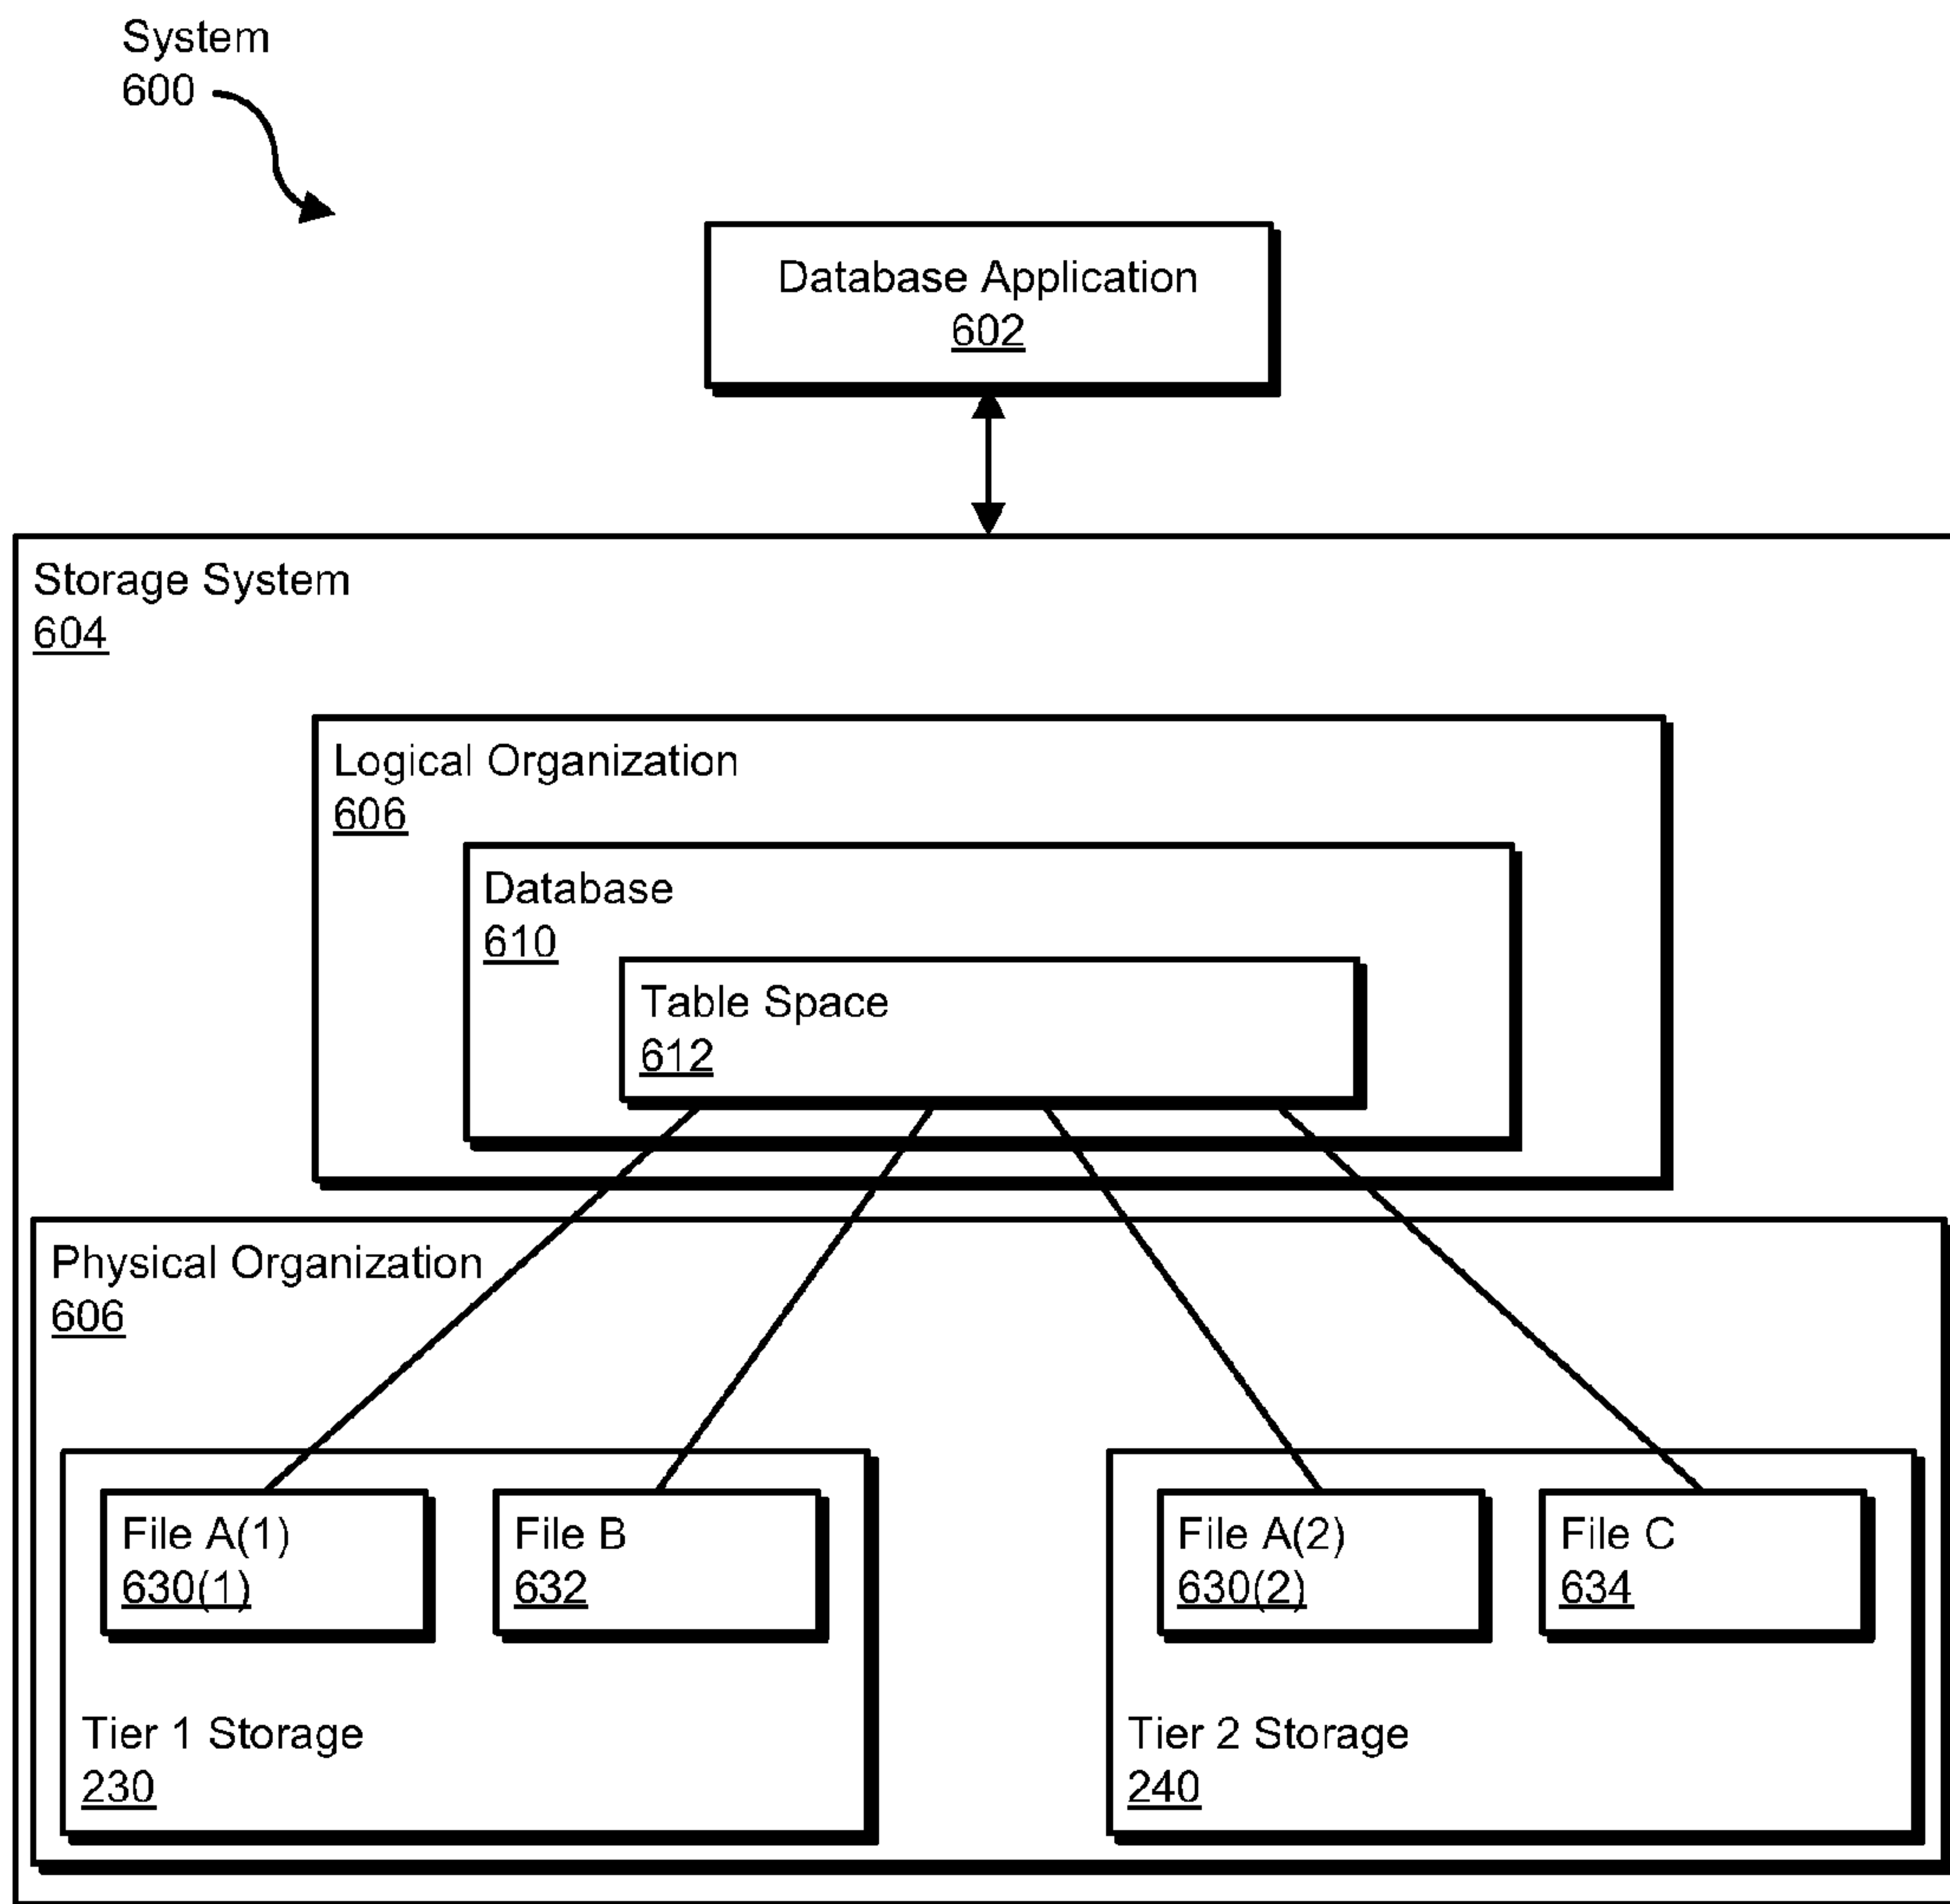 System
600
Database Application
602
Storage System
604
Logical Organization
606
Database
610
Table Space
612
Physical Organization
606
File A(1)
630(1)
File B
632
Tier 1 Storage
230
File A(2)
630(2)
File C
634
Tier 2 Storage
240